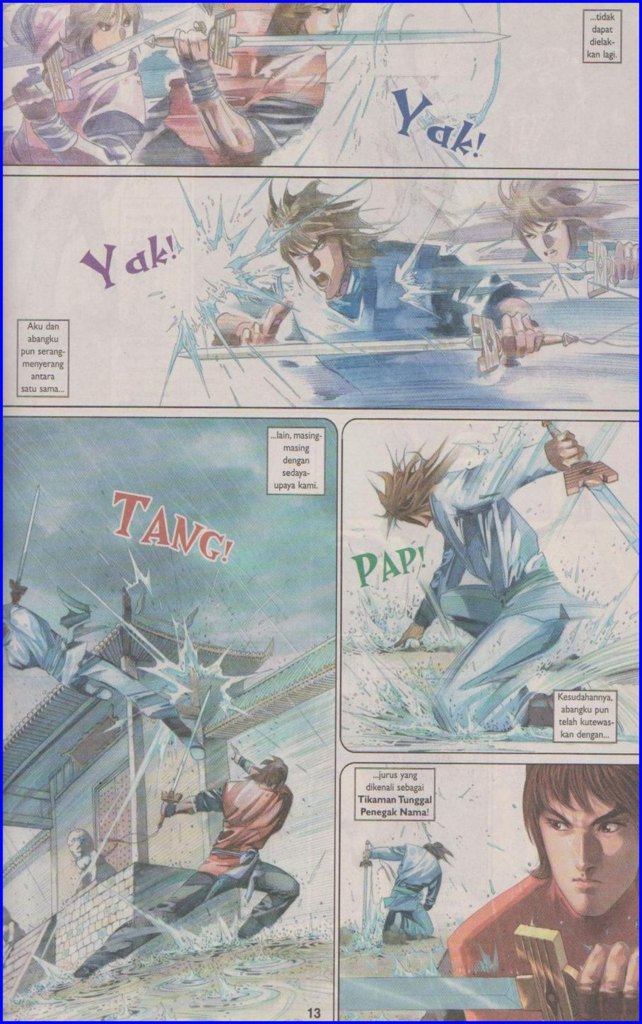 ...tidak
dapat
dielak-
kan lagi.
Yak!
Yak!
Aku dan
abangku
pun serang-
menyerang
antara
satu sama...
...lain, masing-
masing
dengan
sedaya-
upaya kami.
TANG!
PAP!
Kesudahannya,
abangku pun
telah kutewas-
kan dengan...
...jurus yang
dikenali sebagai
Tikaman Tunggal
Penegak Nama!
13